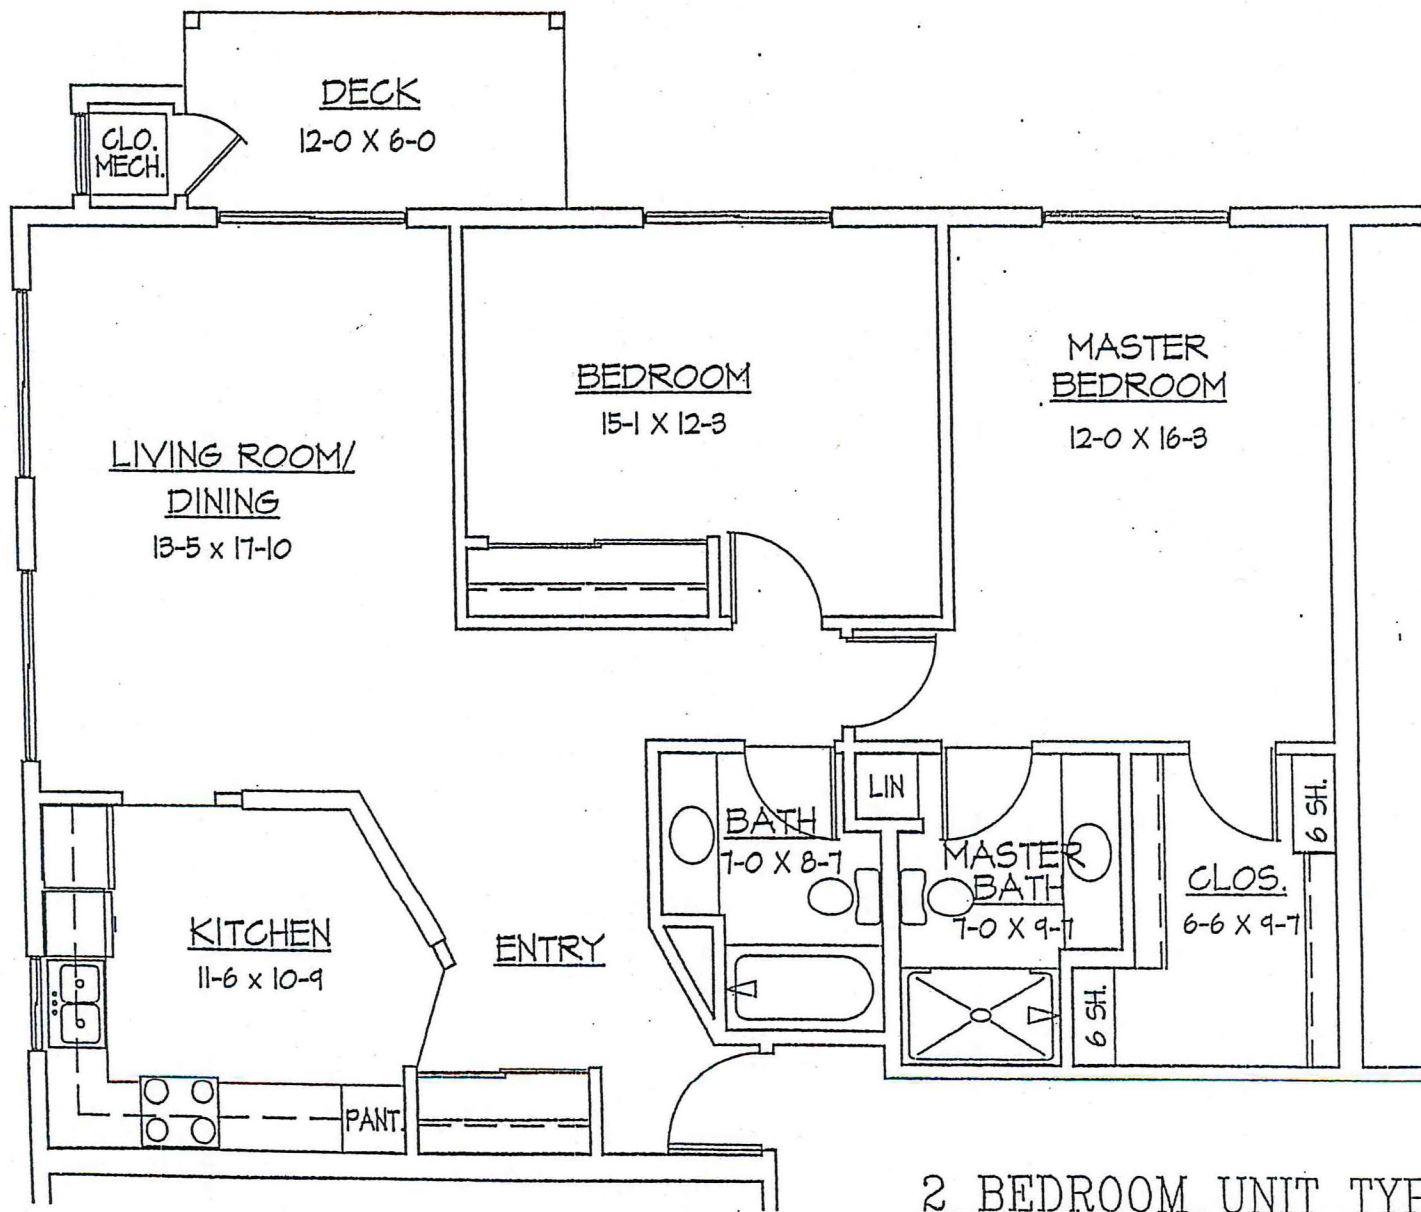 DECK
12-0 X 6-0
CLO.
MECH.
MASTER
BEDROOM
12-0 X 16-3
BEDROOM
15-1 X 12-3
LIVING ROOM/
DINING
13-5 x 17-10
LIN
6 SH.
BATH
7-0 X 8-7
MASTER
BATH
7-0 X 9-7
CLOS.
6-6 X 9-7
KITCHEN
11-6 x 10-9
ENTRY
6 SH.
PANT.
2 BEDROOM UNIT TYP